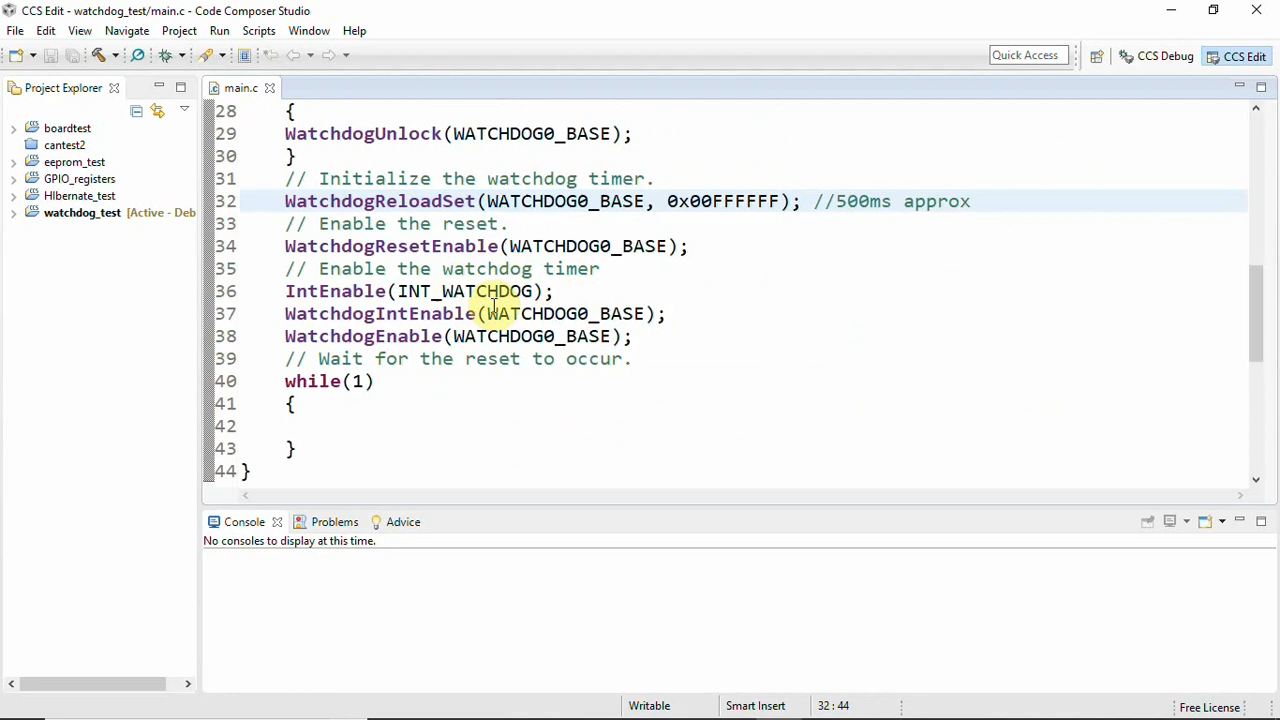 CCS Edit - watchdog_test/main.c - Code Composer Studio
File Edit View Navigate Project Run Scripts Window Help
Quick Access
CCS Debug
CCS Edit
Project Explorer
boardtest
cantest2
eeprom_test
GPIO_registers
HIbernate_test
watchdog_test [Active - Deb
main.c
28 {
29 WatchdogUnlock(WATCHDOG0_BASE);
30 }
31 // Initialize the watchdog timer.
32 WatchdogReloadSet(WATCHDOG0_BASE, 0x00FFFFFF); //500ms approx
33 // Enable the reset.
34 WatchdogResetEnable(WATCHDOG0_BASE);
35 // Enable the watchdog timer
36 IntEnable(INT_WATCHDOG);
37 WatchdogIntEnable(WATCHDOG0_BASE);
38 WatchdogEnable(WATCHDOG0_BASE);
39 // Wait for the reset to occur.
40 while(1)
41 {
42
43 }
44 }
Console Problems Advice
No consoles to display at this time.
Writable Smart Insert 32 : 44 Free License